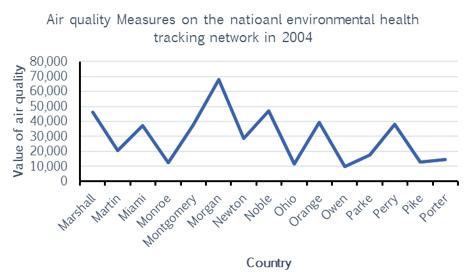 Air quality Measures on the natioanl environmental health
tracking network in 2004
Value of air quality
80,000
70,000
60,000
50,000
40,000
30,000
20,000
10,000
0
Marshall
Martin
Miami
Monroe
Montgomery
Morgan
Newton
Noble
Ohio
Orange
Owen
Parke
Perry
Pike
Porter
Country